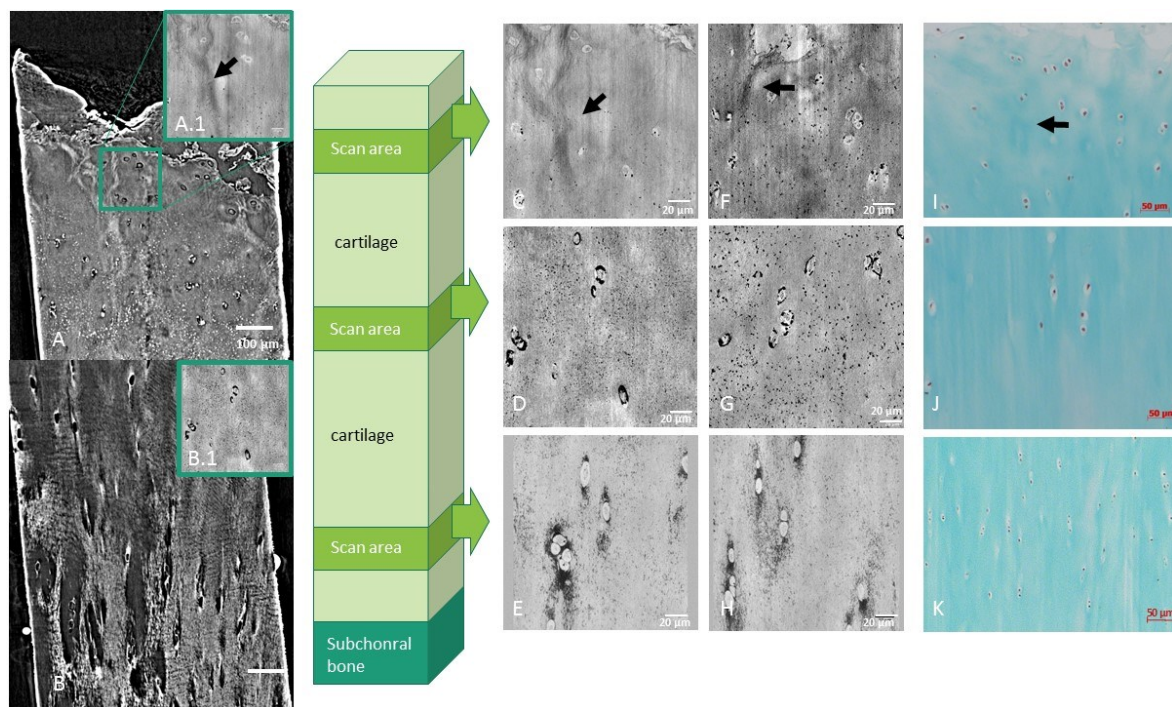 A.1
A
100 µm
B.1
B
Scan area
cartilage
Scan area
cartilage
Scan area
Subchonral
bone
C
20 µm
F
20 µm
I
50 µm
D
20 µm
G
20 µm
J
50 µm
E
20 µm
H
20 µm
K
50 µm